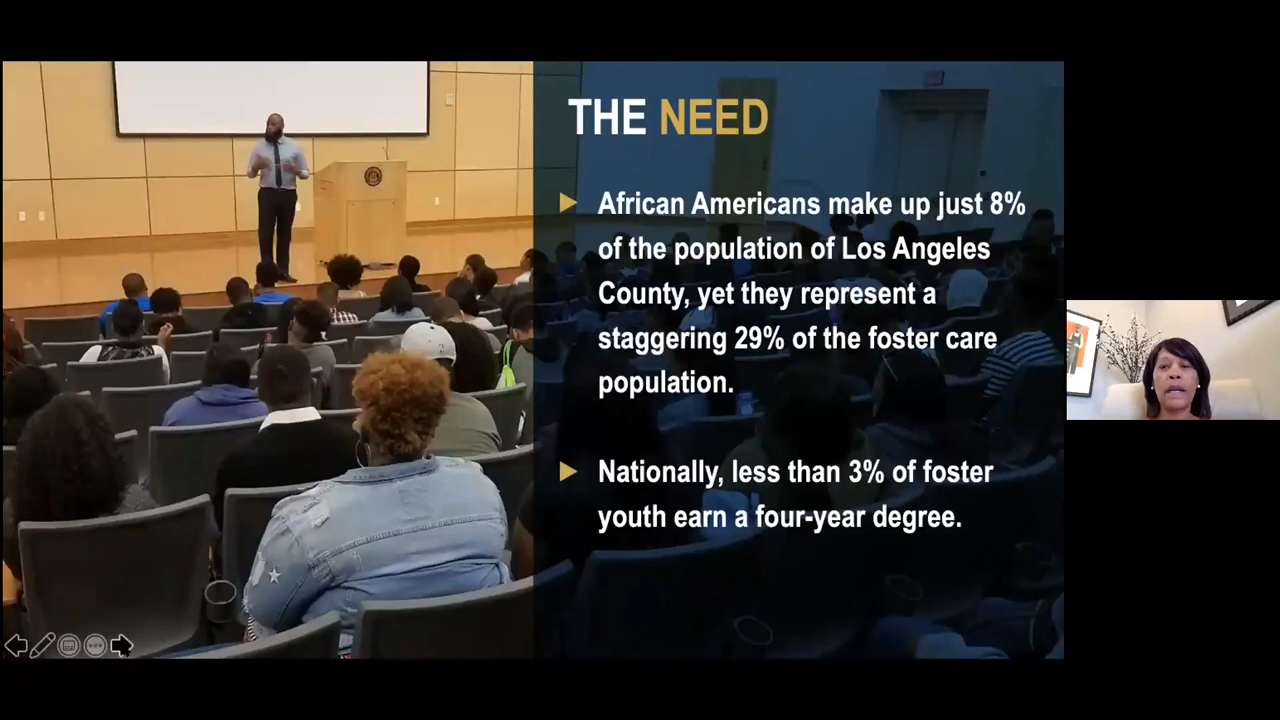 THE NEED
African Americans make up just 8%
of the population of Los Angeles
County, yet they represent a
staggering 29% of the foster care
population.
Nationally, less than 3% of foster
youth earn a four-year degree.